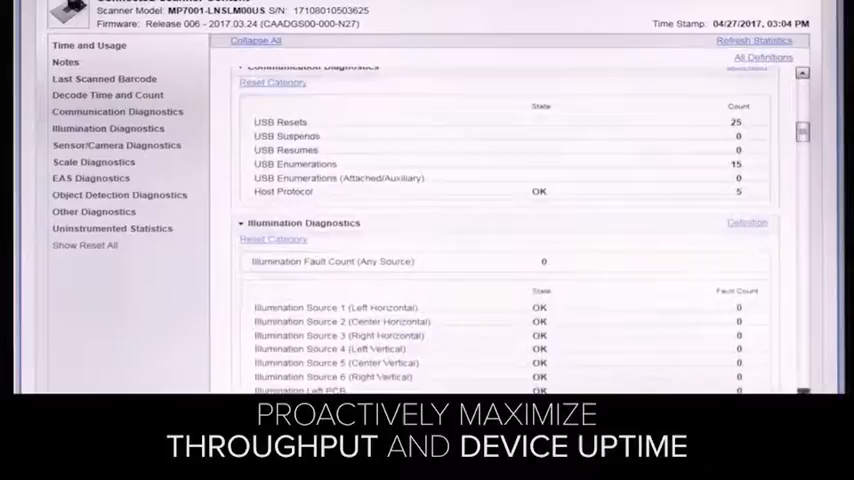 Scanner Model: MP7001-LNSLM00US S/N: 17108010503625
Firmware: Release 006 - 2017.03.24 (CAADGS00-000-N27)
Time Stamp: 04/27/2017, 03:04 PM
Collapse All
Refresh Statistics
All Definitions
Time and Usage
Notes
Last Scanned Barcode
Decode Time and Count
Communication Diagnostics
Illumination Diagnostics
Sensor/Camera Diagnostics
Scale Diagnostics
EAS Diagnostics
Object Detection Diagnostics
Other Diagnostics
Uninstrumented Statistics
Show Reset All
Communication Diagnostics
Reset Category
State Count
USB Resets 25
USB Suspends 0
USB Resumes 0
USB Enumerations 15
USB Enumerations (Attached/Auxiliary) 0
Host Protocol OK 5
Illumination Diagnostics Definition
Reset Category
Illumination Fault Count (Any Source) 0
State Fault Count
Illumination Source 1 (Left Horizontal) OK 0
Illumination Source 2 (Center Horizontal) OK 0
Illumination Source 3 (Right Horizontal) OK 0
Illumination Source 4 (Left Vertical) OK 0
Illumination Source 5 (Center Vertical) OK 0
Illumination Source 6 (Right Vertical) OK 0
Illumination Left PCB OK 0
PROACTIVELY MAXIMIZE
THROUGHPUT AND DEVICE UPTIME